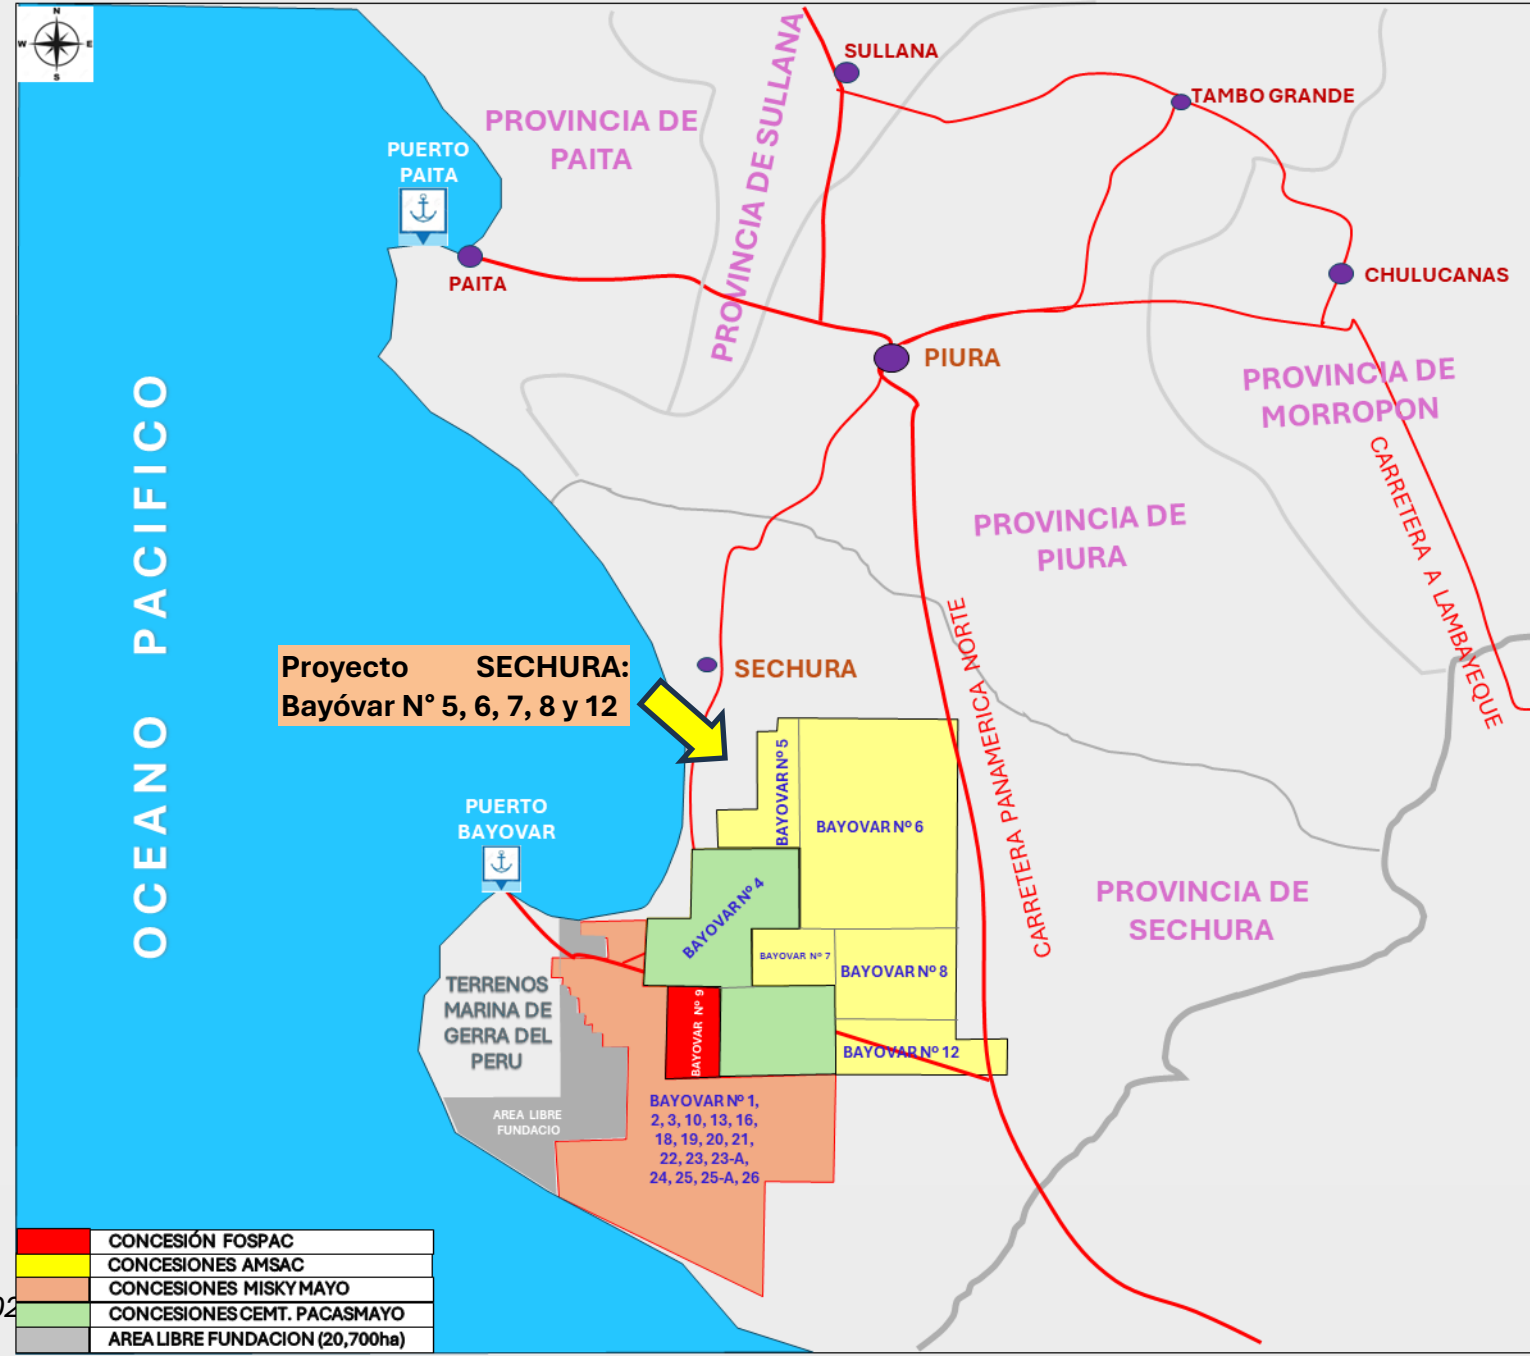 N
W E
S
SULLANA
TAMBO GRANDE
PROVINCIA DE
PAITA
PROVINCIA DE SULLANA
PUERTO
PAITA
PAITA
CHULUCANAS
PIURA
PROVINCIA DE
MORROPON
CARRETERA A LAMBAYEQUE
OCEANO PACIFICO
PROVINCIA DE
PIURA
CARRETERA PANAMERICA NORTE
Proyecto SECHURA:
Bayóvar N° 5, 6, 7, 8 y 12
SECHURA
BAYOVAR Nº 5
BAYOVAR Nº 6
PUERTO
BAYOVAR
BAYOVAR Nº 4
PROVINCIA DE
SECHURA
BAYOVAR Nº 7
BAYOVAR Nº 8
TERRENOS
MARINA DE
GERRA DEL
PERU
BAYOVAR Nº 9
BAYOVAR Nº 12
AREA LIBRE
FUNDACIO
BAYOVAR Nº 1,
2, 3, 10, 13, 16,
18, 19, 20, 21,
22, 23, 23-A,
24, 25, 25-A, 26
CONCESIÓN FOSPAC
CONCESIONES AMSAC
CONCESIONES MISKY MAYO
CONCESIONES CEMT. PACASMAYO
AREA LIBRE FUNDACION (20,700ha)